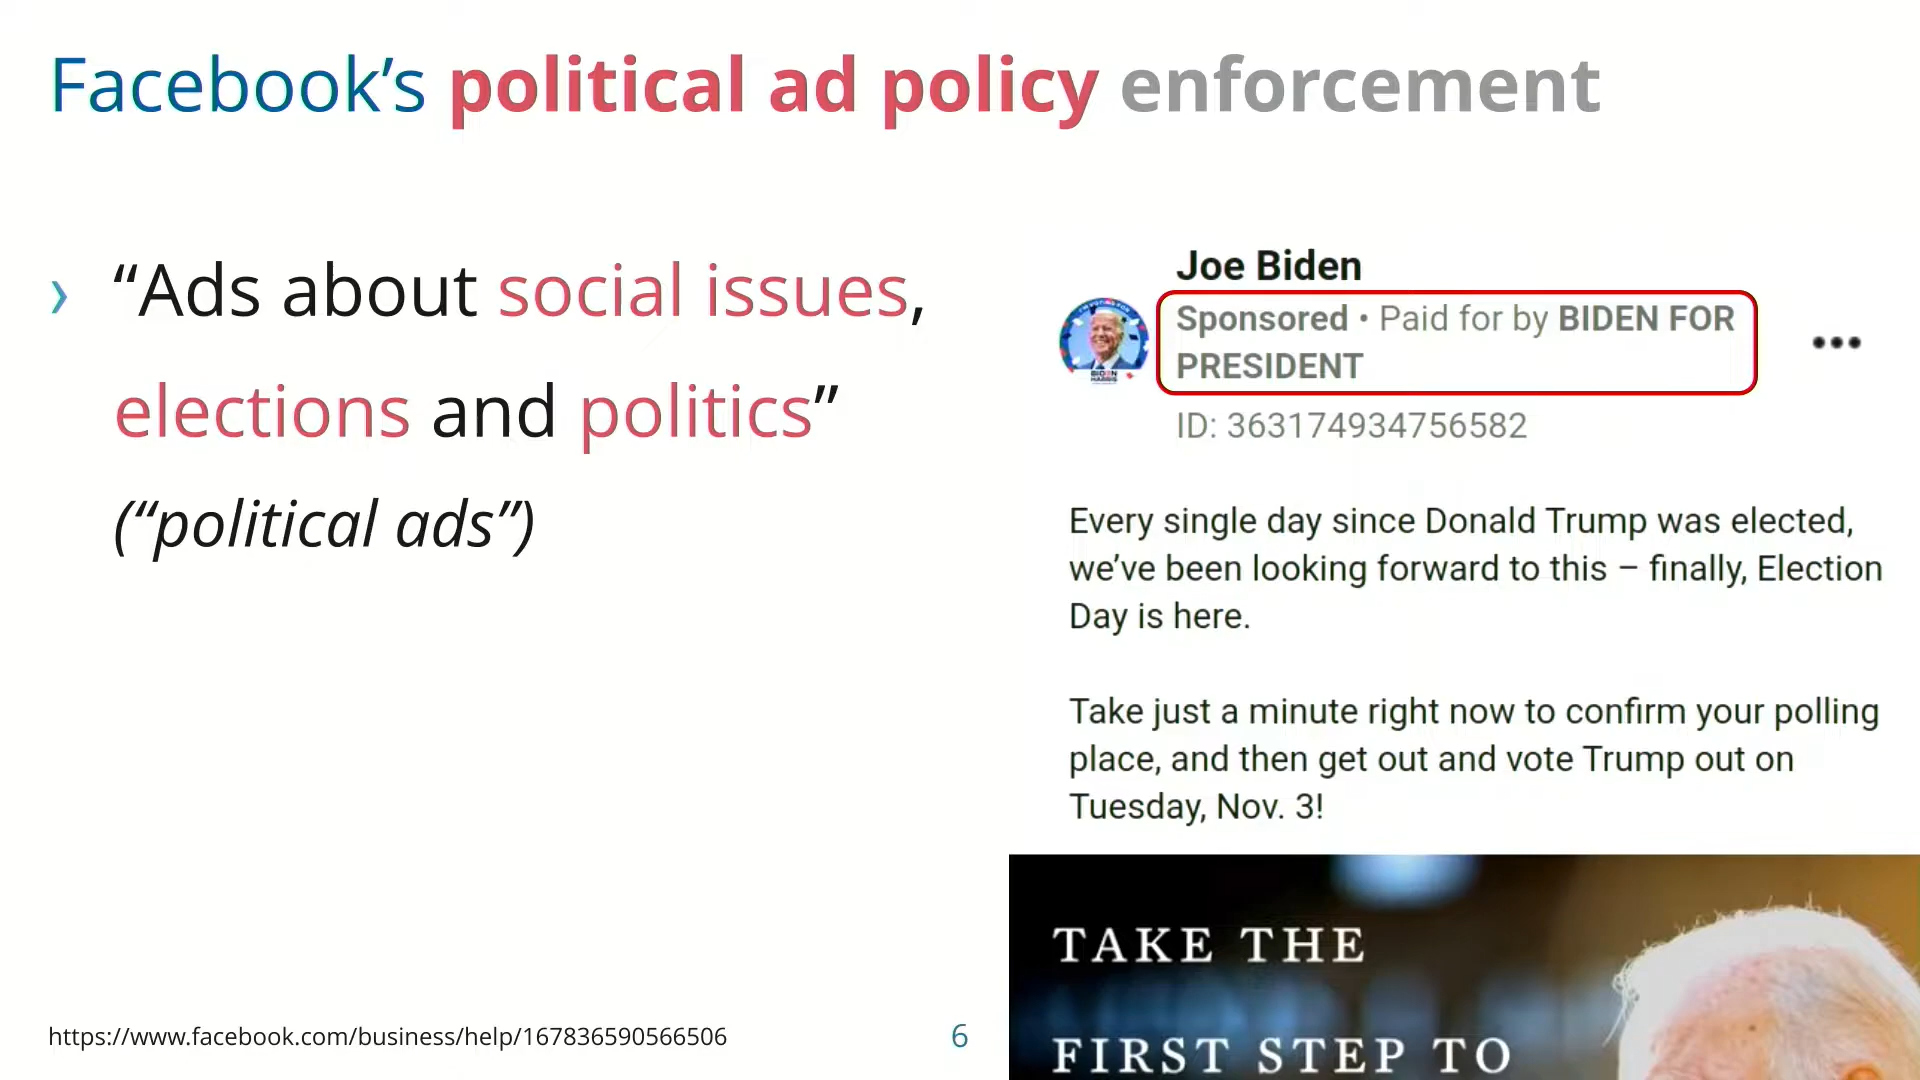 Facebook’s political ad policy enforcement
› “Ads about social issues,
elections and politics”
(“political ads”)
Joe Biden
Sponsored • Paid for by BIDEN FOR
PRESIDENT
ID: 363174934756582
Every single day since Donald Trump was elected,
we’ve been looking forward to this – finally, Election
Day is here.
Take just a minute right now to confirm your polling
place, and then get out and vote Trump out on
Tuesday, Nov. 3!
TAKE THE
FIRST STEP TO
https://www.facebook.com/business/help/167836590566506
6